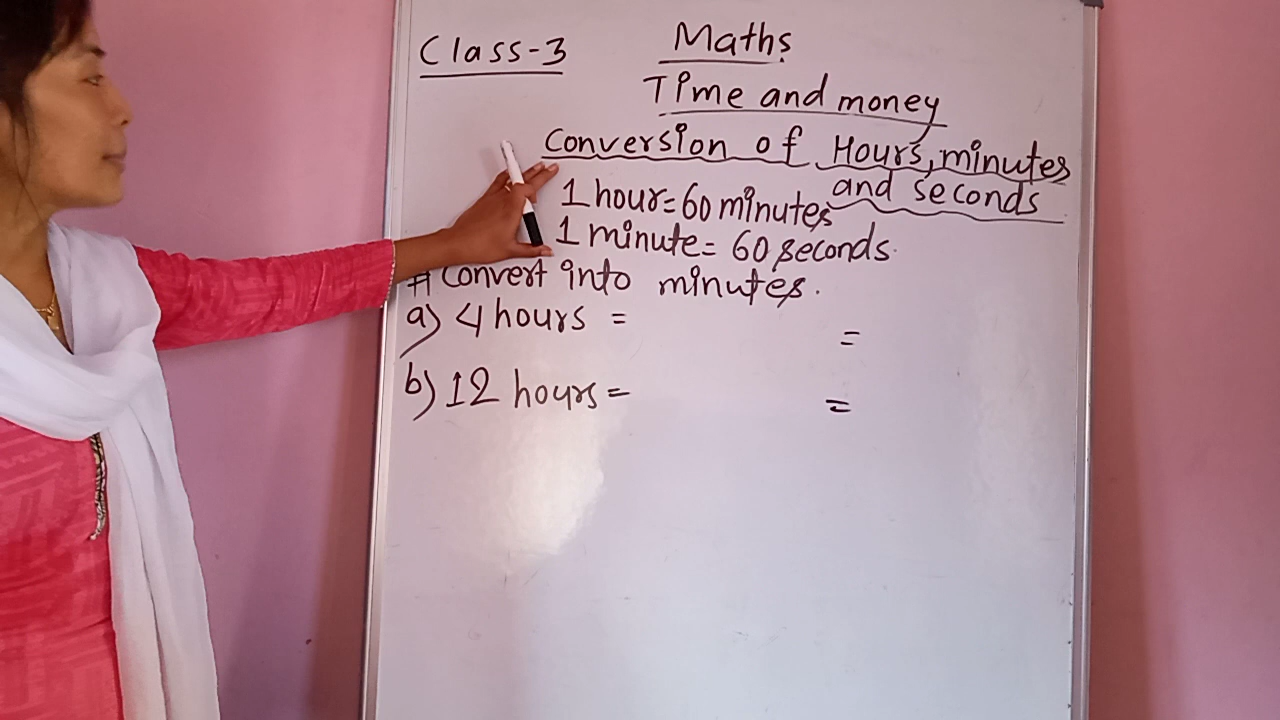 Class-3
Maths
Time and money
Conversion of Hours, minutes
and seconds
1 hour = 60 minutes
1 minute = 60 seconds.
# Convert into minutes.
a) 4 hours = =
b) 12 hours = =